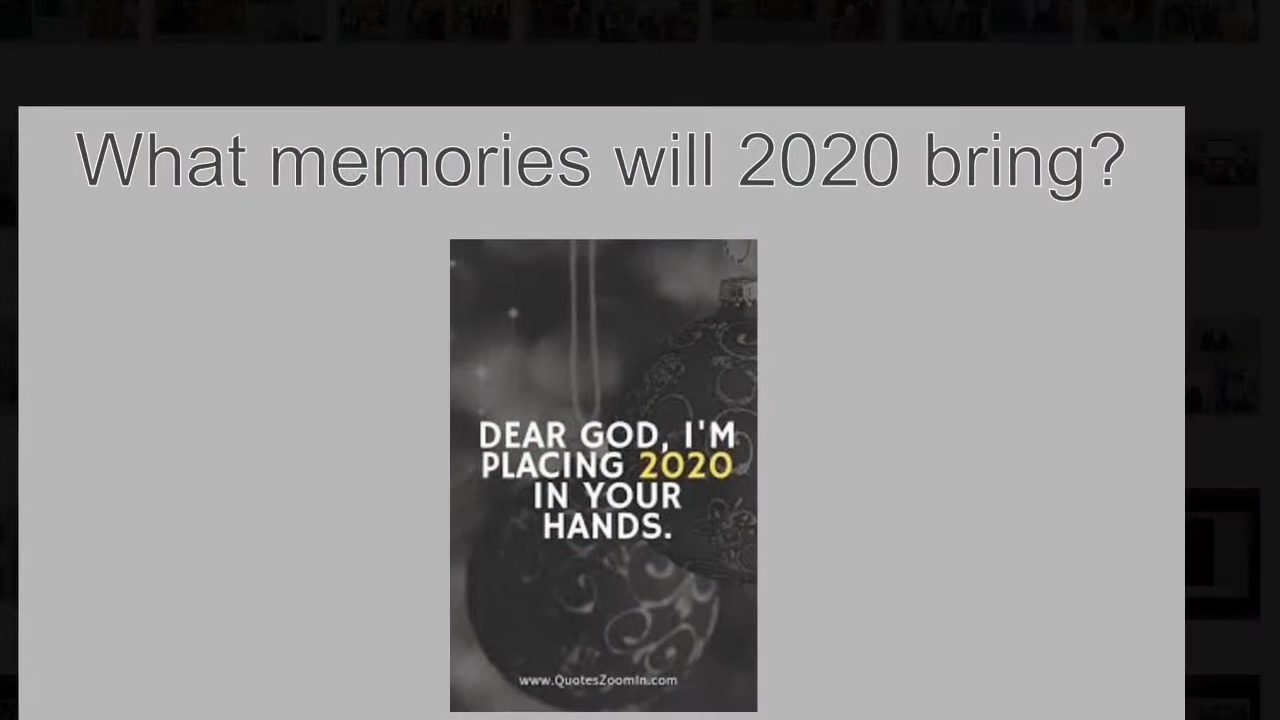 What memories will 2020 bring?
DEAR GOD, I'M
PLACING 2020
IN YOUR
HANDS.
www.QuotesZoomIn.com